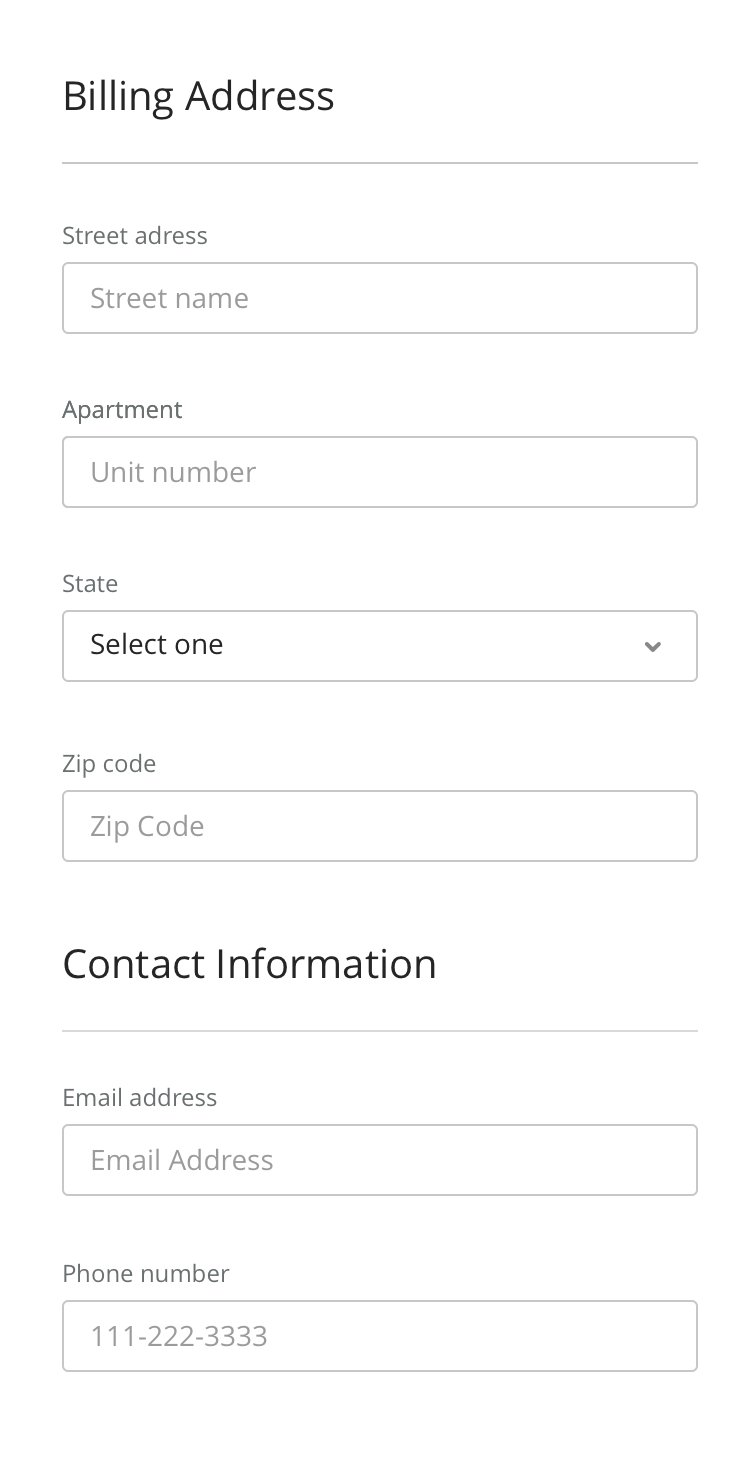 Billing Address
Street adress
Street name
Apartment
Unit number
State
Select one
Zip code
Zip Code
Contact Information
Email address
Email Address
Phone number
111-222-3333